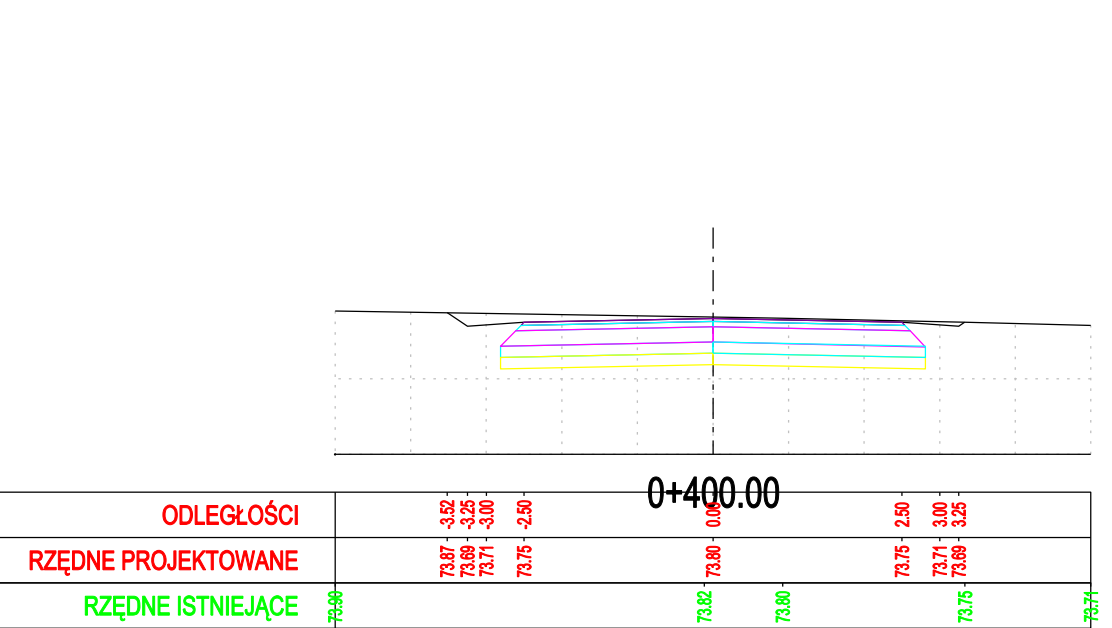 0+400.00
ODLEGŁOŚCI -3.52 -3.25 -3.00 -2.50 0.00 2.50 3.00 3.25
RZĘDNE PROJEKTOWANE 73.87 73.69 73.71 73.75 73.80 73.75 73.71 73.69
RZĘDNE ISTNIEJĄCE 73.82 73.80 73.75 73.71